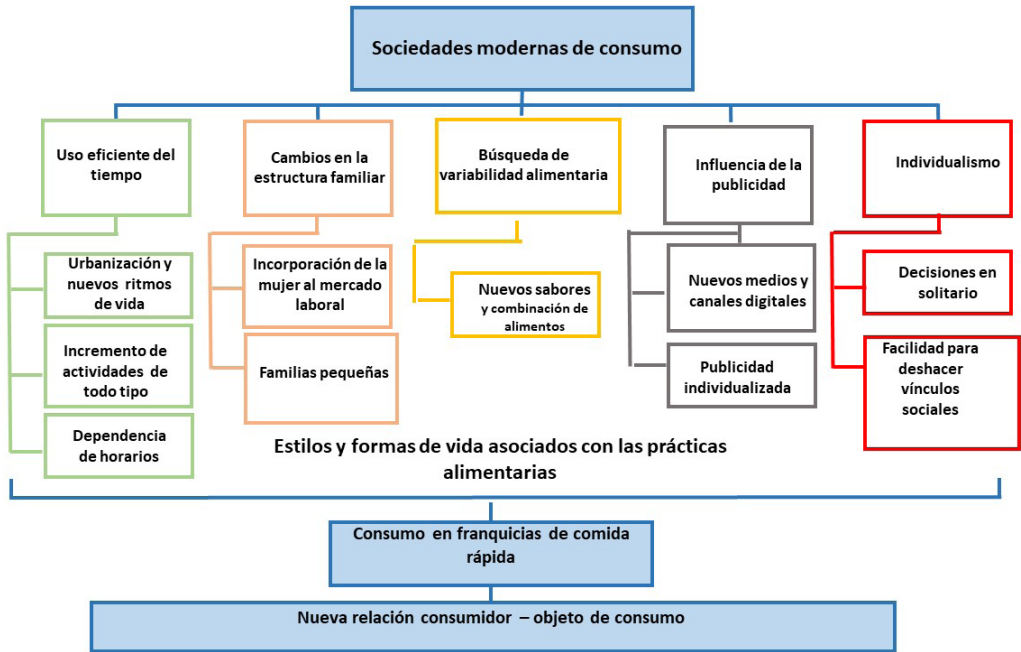 Sociedades modernas de consumo
Uso eficiente del
tiempo
Cambios en la
estructura familiar
Búsqueda de
variabilidad alimentaria
Influencia de la
publicidad
Individualismo
Urbanización y
nuevos ritmos
de vida
Incremento de
actividades de
todo tipo
Dependencia
de horarios
Incorporación de la
mujer al mercado
laboral
Familias pequeñas
Nuevos sabores
y combinación de
alimentos
Nuevos medios y
canales digitales
Publicidad
individualizada
Decisiones en
solitario
Facilidad para
deshacer
vínculos
sociales
Estilos y formas de vida asociados con las prácticas
alimentarias
Consumo en franquicias de comida
rápida
Nueva relación consumidor – objeto de consumo